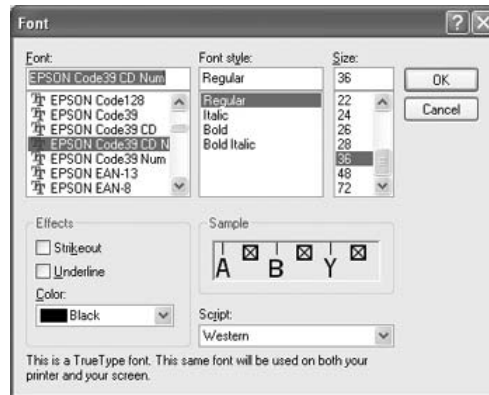 Font
Font:
EPSON Code39 CD Num
EPSON Code128
EPSON Code39
EPSON Code39 CD
EPSON Code39 CD N
EPSON Code39 Num
EPSON EAN-13
EPSON EAN-8
Font style:
Regular
Regular
Italic
Bold
Bold Italic
Size:
36
22
24
26
28
36
48
72
OK
Cancel
Effects
Strikeout
Underline
Color:
Black
Sample
A B Y
Script:
Western
This is a TrueType font. This same font will be used on both your
printer and your screen.